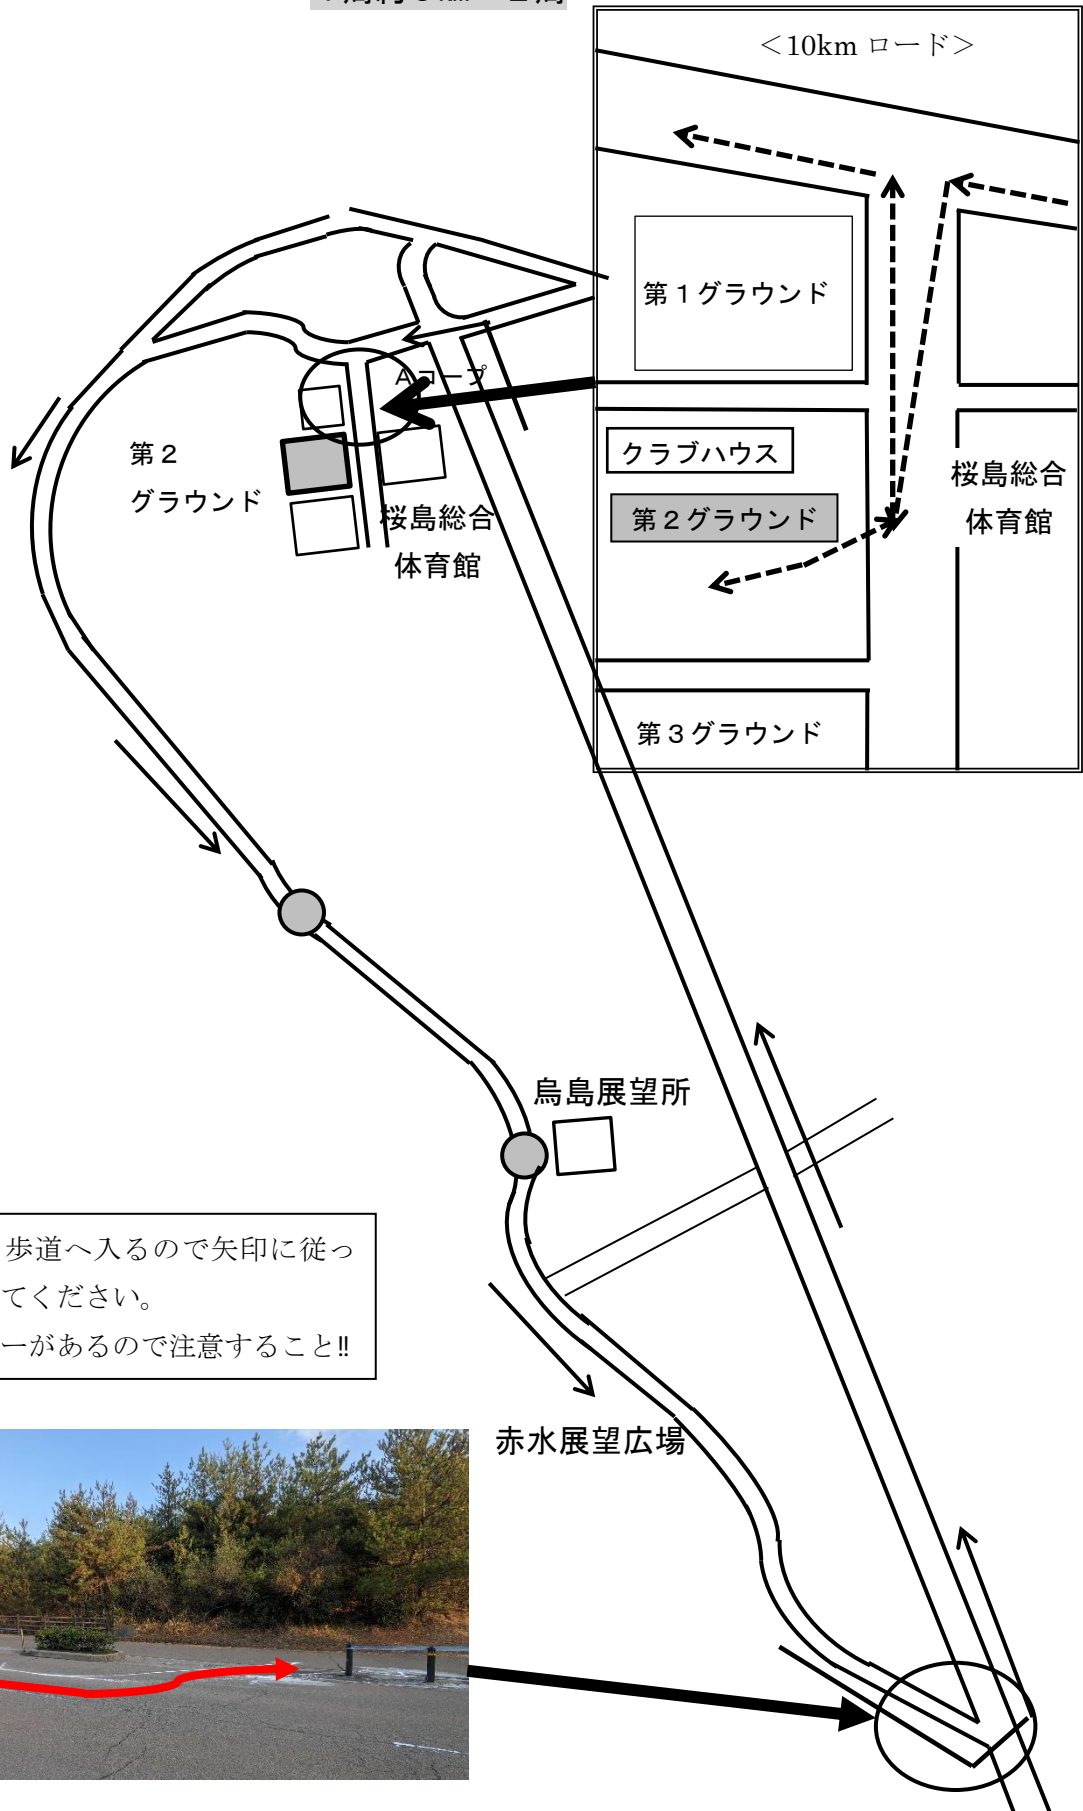 <10km ロード>
第１グラウンド
クラブハウス
第２グラウンド
桜島総合
体育館
第３グラウンド
Aコープ
第２
グラウンド
桜島総合
体育館
烏島展望所
歩道へ入るので矢印に従っ
てください。
ーがあるので注意すること‼
赤水展望広場